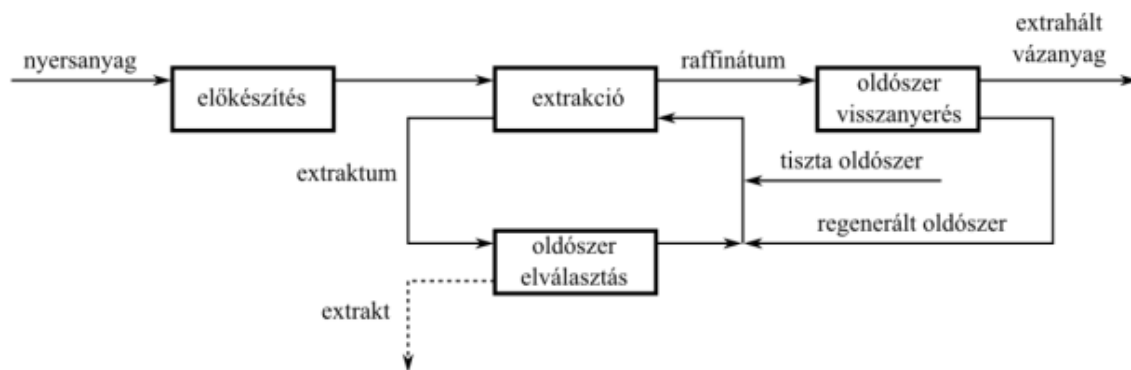 nyersanyag
előkészítés
extrakció
raffinátum
oldószer
visszanyerés
extrahált
vázanyag
extraktum
tiszta oldószer
regenerált oldószer
oldószer
elválasztás
extrakt